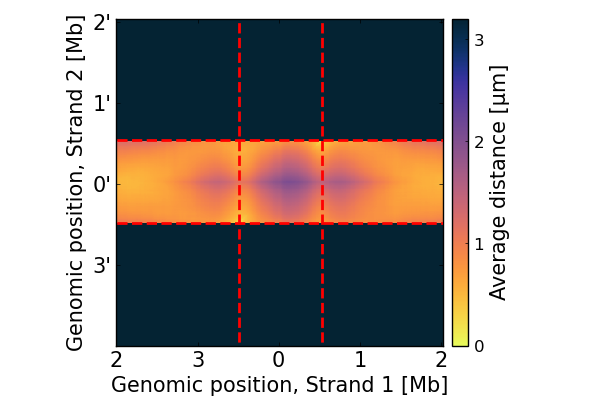 2'
1'
0'
3'
Genomic position, Strand 2 [Mb]
2 3 0 1 2
Genomic position, Strand 1 [Mb]
3
2
1
0
Average distance [μm]